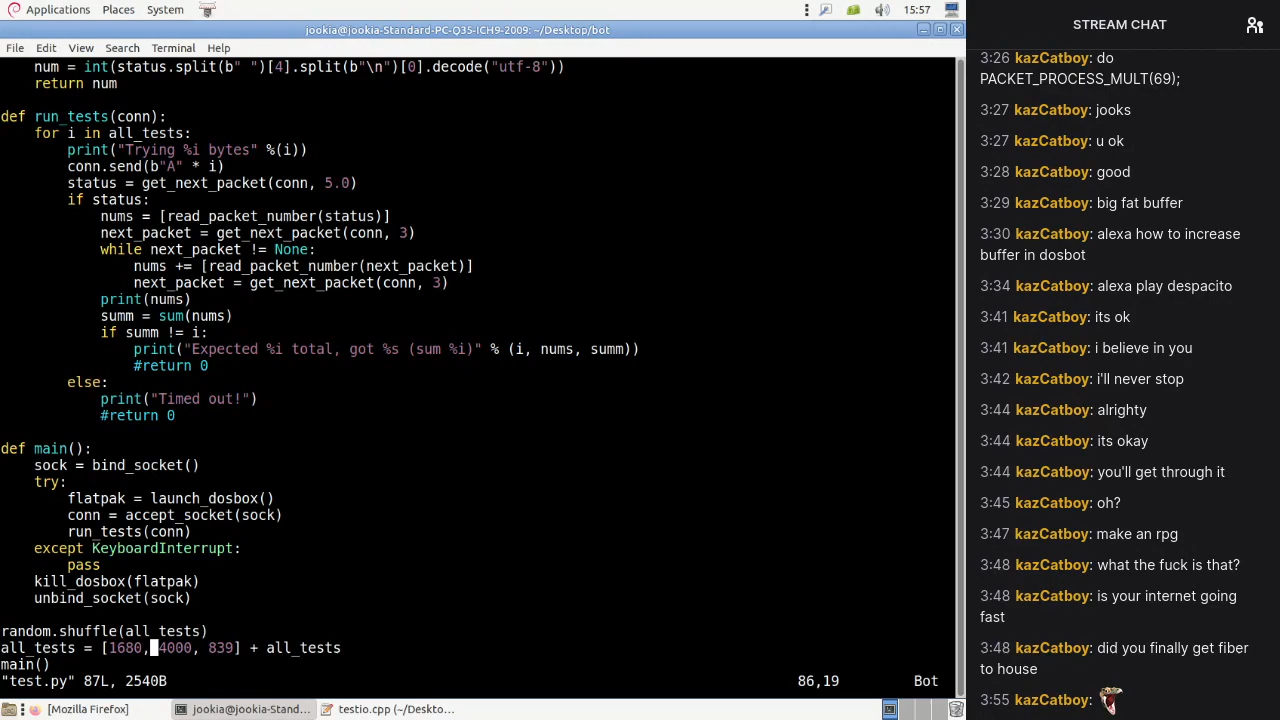 Applications Places System 15:57
jookia@jookia-Standard-PC-Q35-ICH9-2009: ~/Desktop/bot
File Edit View Search Terminal Help
    num = int(status.split(b" ")[4].split(b"\n")[0].decode("utf-8"))
    return num
def run_tests(conn):
    for i in all_tests:
        print("Trying %i bytes" %(i))
        conn.send(b"A" * i)
        status = get_next_packet(conn, 5.0)
        if status:
            nums = [read_packet_number(status)]
            next_packet = get_next_packet(conn, 3)
            while next_packet != None:
                nums += [read_packet_number(next_packet)]
                next_packet = get_next_packet(conn, 3)
            print(nums)
            summ = sum(nums)
            if summ != i:
                print("Expected %i total, got %s (sum %i)" % (i, nums, summ))
                #return 0
        else:
            print("Timed out!")
            #return 0
def main():
    sock = bind_socket()
    try:
        flatpak = launch_dosbox()
        conn = accept_socket(sock)
        run_tests(conn)
    except KeyboardInterrupt:
        pass
    kill_dosbox(flatpak)
    unbind_socket(sock)
random.shuffle(all_tests)
all_tests = [1680, 4000, 839] + all_tests
main()
"test.py" 87L, 2540B 86,19 Bot
[Mozilla Firefox] jookia@jookia-Stand... testio.cpp (~/Deskto...
STREAM CHAT
3:26 kazCatboy: do
PACKET_PROCESS_MULT(69);
3:27 kazCatboy: jooks
3:27 kazCatboy: u ok
3:28 kazCatboy: good
3:29 kazCatboy: big fat buffer
3:30 kazCatboy: alexa how to increase
buffer in dosbot
3:34 kazCatboy: alexa play despacito
3:41 kazCatboy: its ok
3:41 kazCatboy: i believe in you
3:42 kazCatboy: i'll never stop
3:44 kazCatboy: alrighty
3:44 kazCatboy: its okay
3:44 kazCatboy: you'll get through it
3:45 kazCatboy: oh?
3:47 kazCatboy: make an rpg
3:48 kazCatboy: what the fuck is that?
3:48 kazCatboy: is your internet going
fast
3:48 kazCatboy: did you finally get fiber
to house
3:55 kazCatboy: